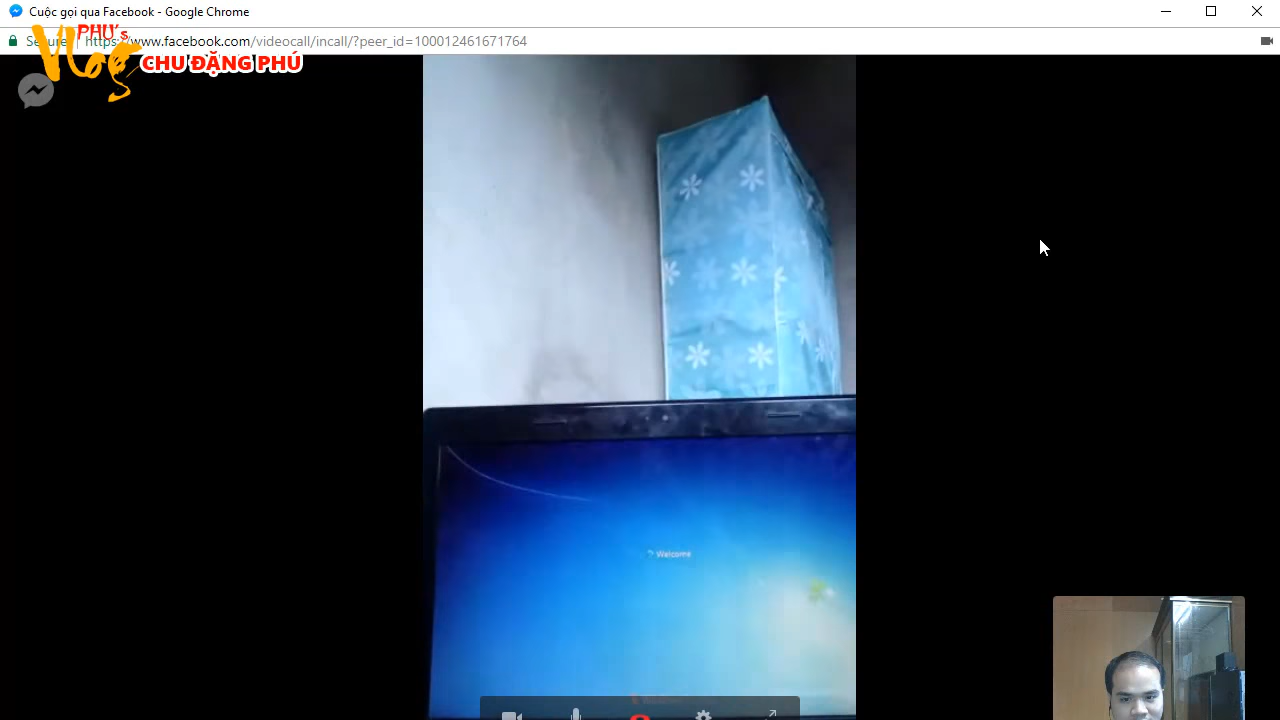 Cuộc gọi qua Facebook - Google Chrome
Secure
https://www.facebook.com/videocall/incall/?peer_id=100012461671764
PHU's
Vlog
CHU ĐẶNG PHÚ
Welcome